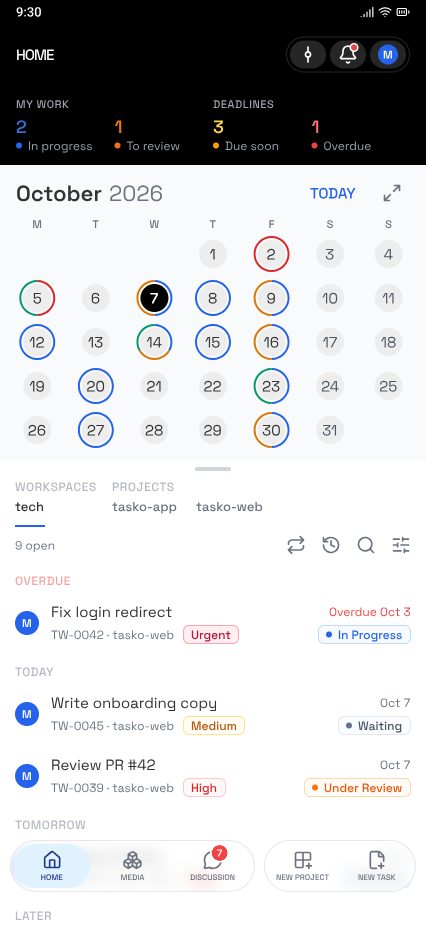 9:30
HOME
M
MY WORK DEADLINES
2 1 3 1
In progress To review Due soon Overdue
October 2026 TODAY
M T W T F S S
1 2 3 4
5 6 7 8 9 10 11
12 13 14 15 16 17 18
19 20 21 22 23 24 25
26 27 28 29 30 31
WORKSPACES PROJECTS
tech tasko-app tasko-web
9 open
OVERDUE
M Fix login redirect Overdue Oct 3
TW-0042 · tasko-web Urgent In Progress
TODAY
M Write onboarding copy Oct 7
TW-0045 · tasko-web Medium Waiting
M Review PR #42 Oct 7
TW-0039 · tasko-web High Under Review
TOMORROW
7
HOME MEDIA DISCUSSION NEW PROJECT NEW TASK
LATER